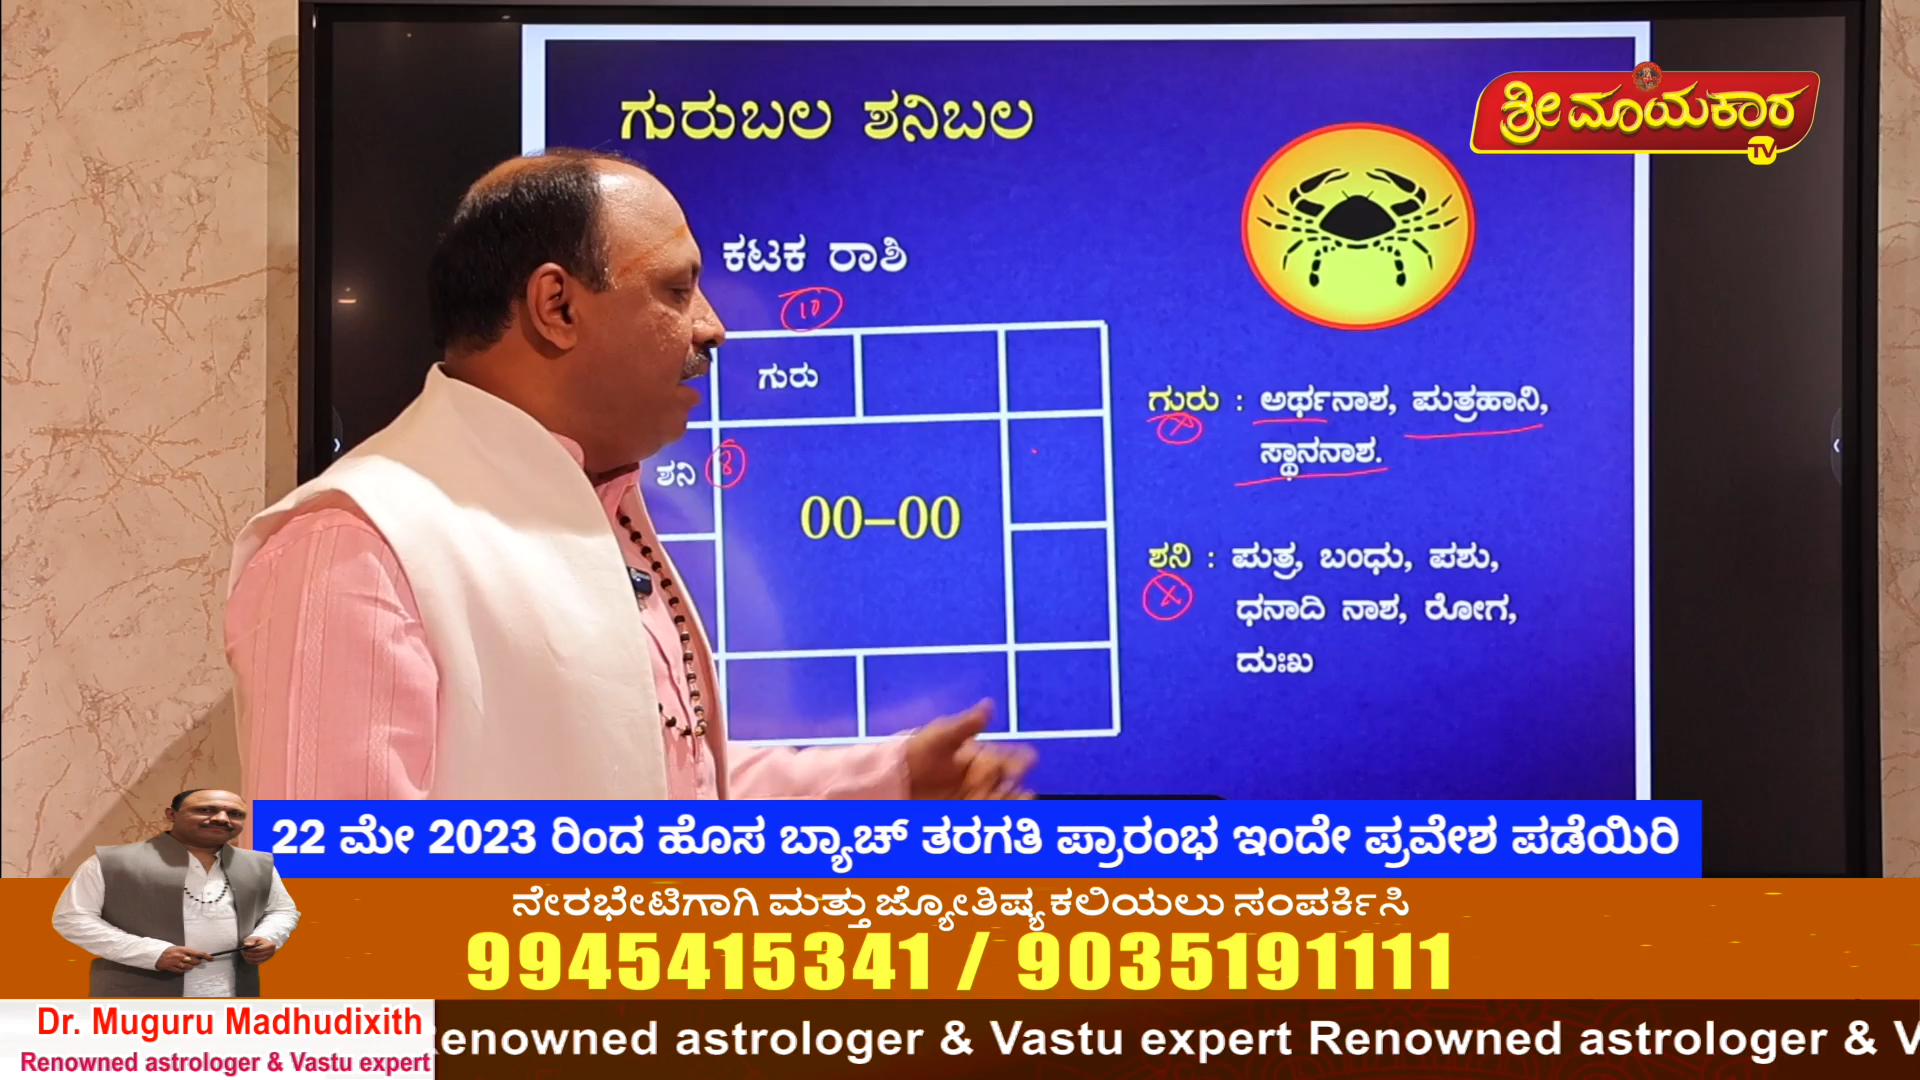 ಗುರುಬಲ ಶನಿಬಲ
ಶ್ರೀ ಮಾಯಕಾರ
TV
ಕಟಕ ರಾಶಿ
10
ಗುರು
ಶನಿ 8
00-00
ಗುರು : ಅರ್ಥನಾಶ, ಪುತ್ರಹಾನಿ,
ಸ್ಥಾನನಾಶ.
ಶನಿ : ಪುತ್ರ, ಬಂಧು, ಪಶು,
ಧನಾದಿ ನಾಶ, ರೋಗ,
ದುಃಖ
22 ಮೇ 2023 ರಿಂದ ಹೊಸ ಬ್ಯಾಚ್ ತರಗತಿ ಪ್ರಾರಂಭ ಇಂದೇ ಪ್ರವೇಶ ಪಡೆಯಿರಿ
ನೇರಭೇಟಿಗಾಗಿ ಮತ್ತು ಜ್ಯೋತಿಷ್ಯ ಕಲಿಯಲು ಸಂಪರ್ಕಿಸಿ
9945415341 / 9035191111
Dr. Muguru Madhudixith
Renowned astrologer & Vastu expert
enowned astrologer & Vastu expert Renowned astrologer & V